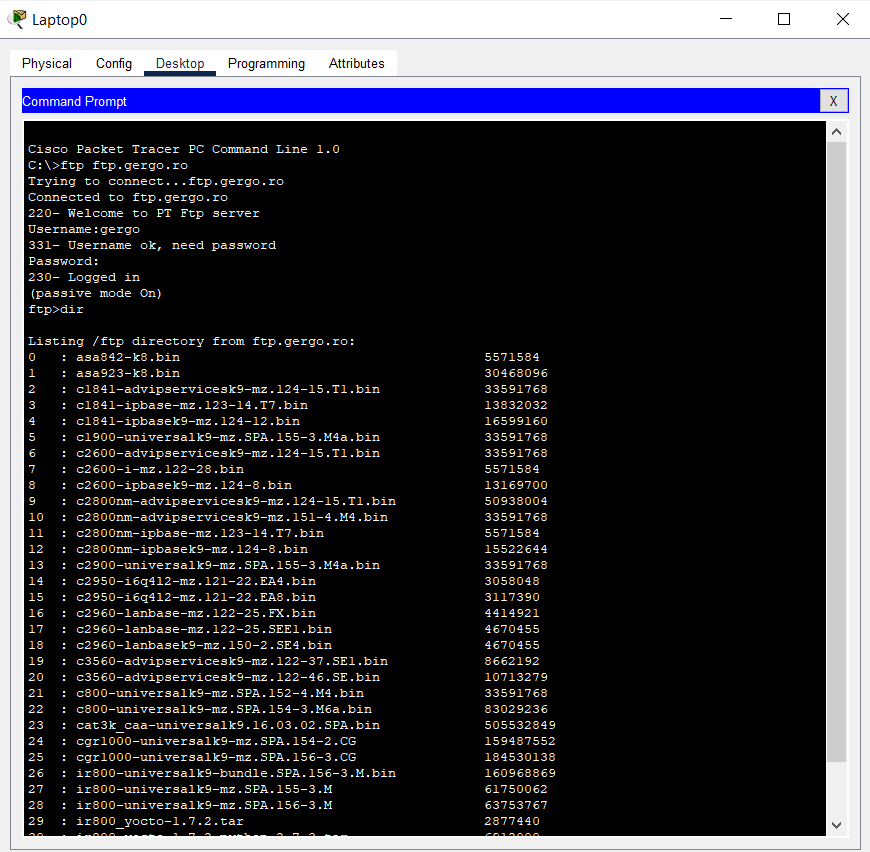 Laptop0
Physical Config Desktop Programming Attributes
Command Prompt X
Cisco Packet Tracer PC Command Line 1.0
C:\>ftp ftp.gergo.ro
Trying to connect...ftp.gergo.ro
Connected to ftp.gergo.ro
220- Welcome to PT Ftp server
Username:gergo
331- Username ok, need password
Password:
230- Logged in
(passive mode On)
ftp>dir
Listing /ftp directory from ftp.gergo.ro:
0 : asa842-k8.bin 5571584
1 : asa923-k8.bin 30468096
2 : c1841-advipservicesk9-mz.124-15.T1.bin 33591768
3 : c1841-ipbase-mz.123-14.T7.bin 13832032
4 : c1841-ipbasek9-mz.124-12.bin 16599160
5 : c1900-universalk9-mz.SPA.155-3.M4a.bin 33591768
6 : c2600-advipservicesk9-mz.124-15.T1.bin 33591768
7 : c2600-i-mz.122-28.bin 5571584
8 : c2600-ipbasek9-mz.124-8.bin 13169700
9 : c2800nm-advipservicesk9-mz.124-15.T1.bin 50938004
10 : c2800nm-advipservicesk9-mz.151-4.M4.bin 33591768
11 : c2800nm-ipbase-mz.123-14.T7.bin 5571584
12 : c2800nm-ipbasek9-mz.124-8.bin 15522644
13 : c2900-universalk9-mz.SPA.155-3.M4a.bin 33591768
14 : c2950-i6q4l2-mz.121-22.EA4.bin 3058048
15 : c2950-i6q4l2-mz.121-22.EA8.bin 3117390
16 : c2960-lanbase-mz.122-25.FX.bin 4414921
17 : c2960-lanbase-mz.122-25.SEE1.bin 4670455
18 : c2960-lanbasek9-mz.150-2.SE4.bin 4670455
19 : c3560-advipservicesk9-mz.122-37.SE1.bin 8662192
20 : c3560-advipservicesk9-mz.122-46.SE.bin 10713279
21 : c800-universalk9-mz.SPA.152-4.M4.bin 33591768
22 : c800-universalk9-mz.SPA.154-3.M6a.bin 83029236
23 : cat3k_caa-universalk9.16.03.02.SPA.bin 505532849
24 : cgr1000-universalk9-mz.SPA.154-2.CG 159487552
25 : cgr1000-universalk9-mz.SPA.156-3.CG 184530138
26 : ir800-universalk9-bundle.SPA.156-3.M.bin 160968869
27 : ir800-universalk9-mz.SPA.155-3.M 61750062
28 : ir800-universalk9-mz.SPA.156-3.M 63753767
29 : ir800_yocto-1.7.2.tar 2877440